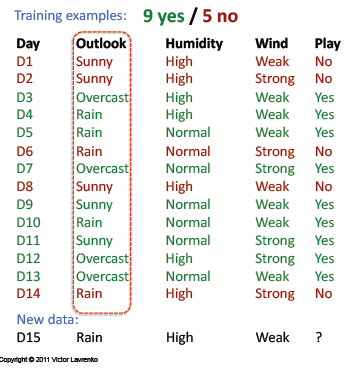 Training examples: 9 yes / 5 no
Day Outlook Humidity Wind Play
D1 Sunny High Weak No
D2 Sunny High Strong No
D3 Overcast High Weak Yes
D4 Rain High Weak Yes
D5 Rain Normal Weak Yes
D6 Rain Normal Strong No
D7 Overcast Normal Strong Yes
D8 Sunny High Weak No
D9 Sunny Normal Weak Yes
D10 Rain Normal Weak Yes
D11 Sunny Normal Strong Yes
D12 Overcast High Strong Yes
D13 Overcast Normal Weak Yes
D14 Rain High Strong No
New data:
D15 Rain High Weak ?
Copyright © 2011 Victor Lavrenko